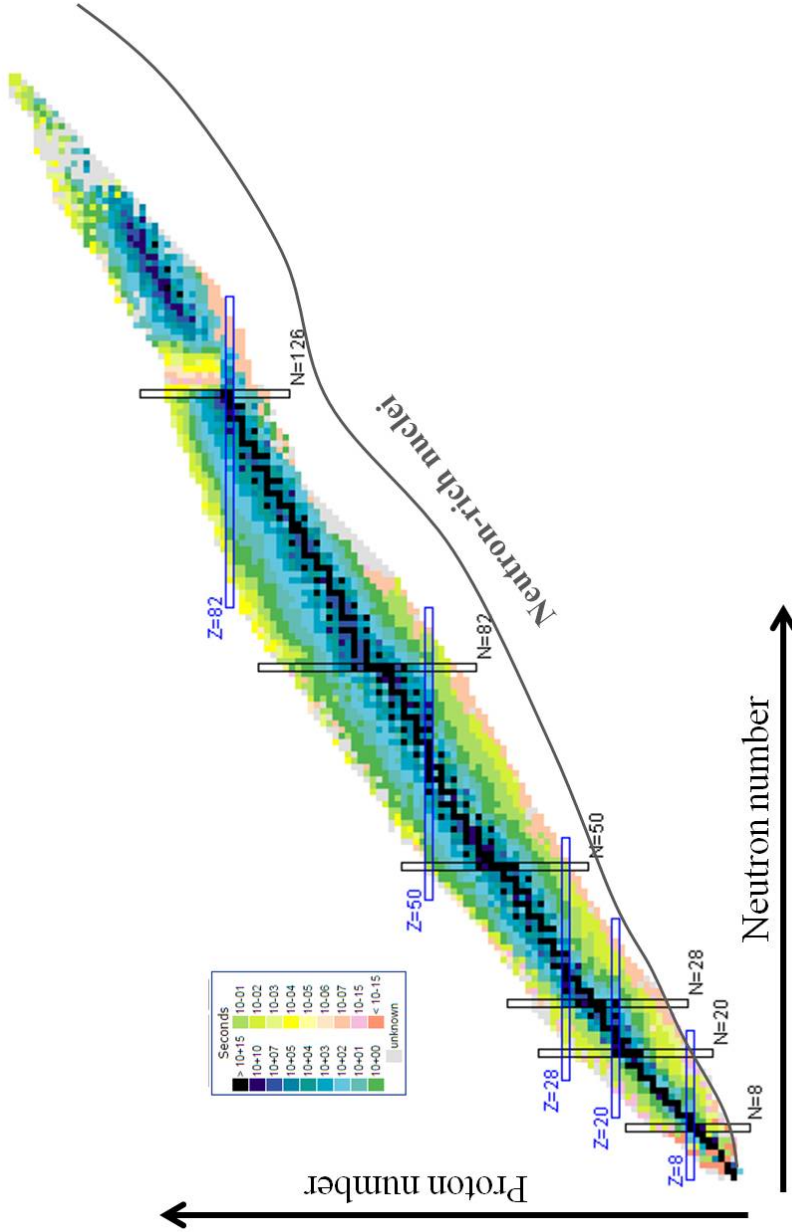 Seconds
> 10+15
10-01
10+10
10-02
10+07
10-03
10+05
10-04
10+04
10-05
10+03
10-06
10+02
10-07
10+01
10-15
10+00
< 10-15
unknown
Proton number
Neutron number
Neutron-rich nuclei
Z=82
Z=50
Z=28
Z=20
Z=8
N=126
N=82
N=50
N=28
N=20
N=8